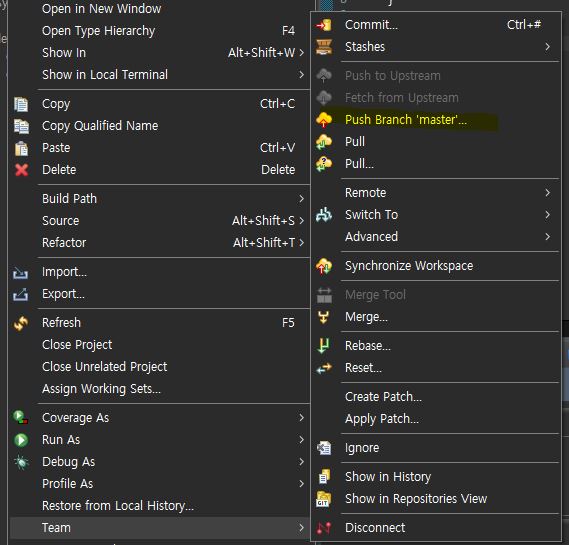 Open in New Window
Open Type Hierarchy F4
Show In Alt+Shift+W >
Show in Local Terminal >
Copy Ctrl+C
Copy Qualified Name
Paste Ctrl+V
Delete Delete
Build Path >
Source Alt+Shift+S >
Refactor Alt+Shift+T >
Import...
Export...
Refresh F5
Close Project
Close Unrelated Project
Assign Working Sets...
Coverage As >
Run As >
Debug As >
Profile As >
Restore from Local History...
Team >
Commit... Ctrl+#
Stashes >
Push to Upstream
Fetch from Upstream
Push Branch 'master'...
Pull
Pull...
Remote >
Switch To >
Advanced >
Synchronize Workspace
Merge Tool
Merge...
Rebase...
Reset...
Create Patch...
Apply Patch...
Ignore
Show in History
GIT Show in Repositories View
Disconnect